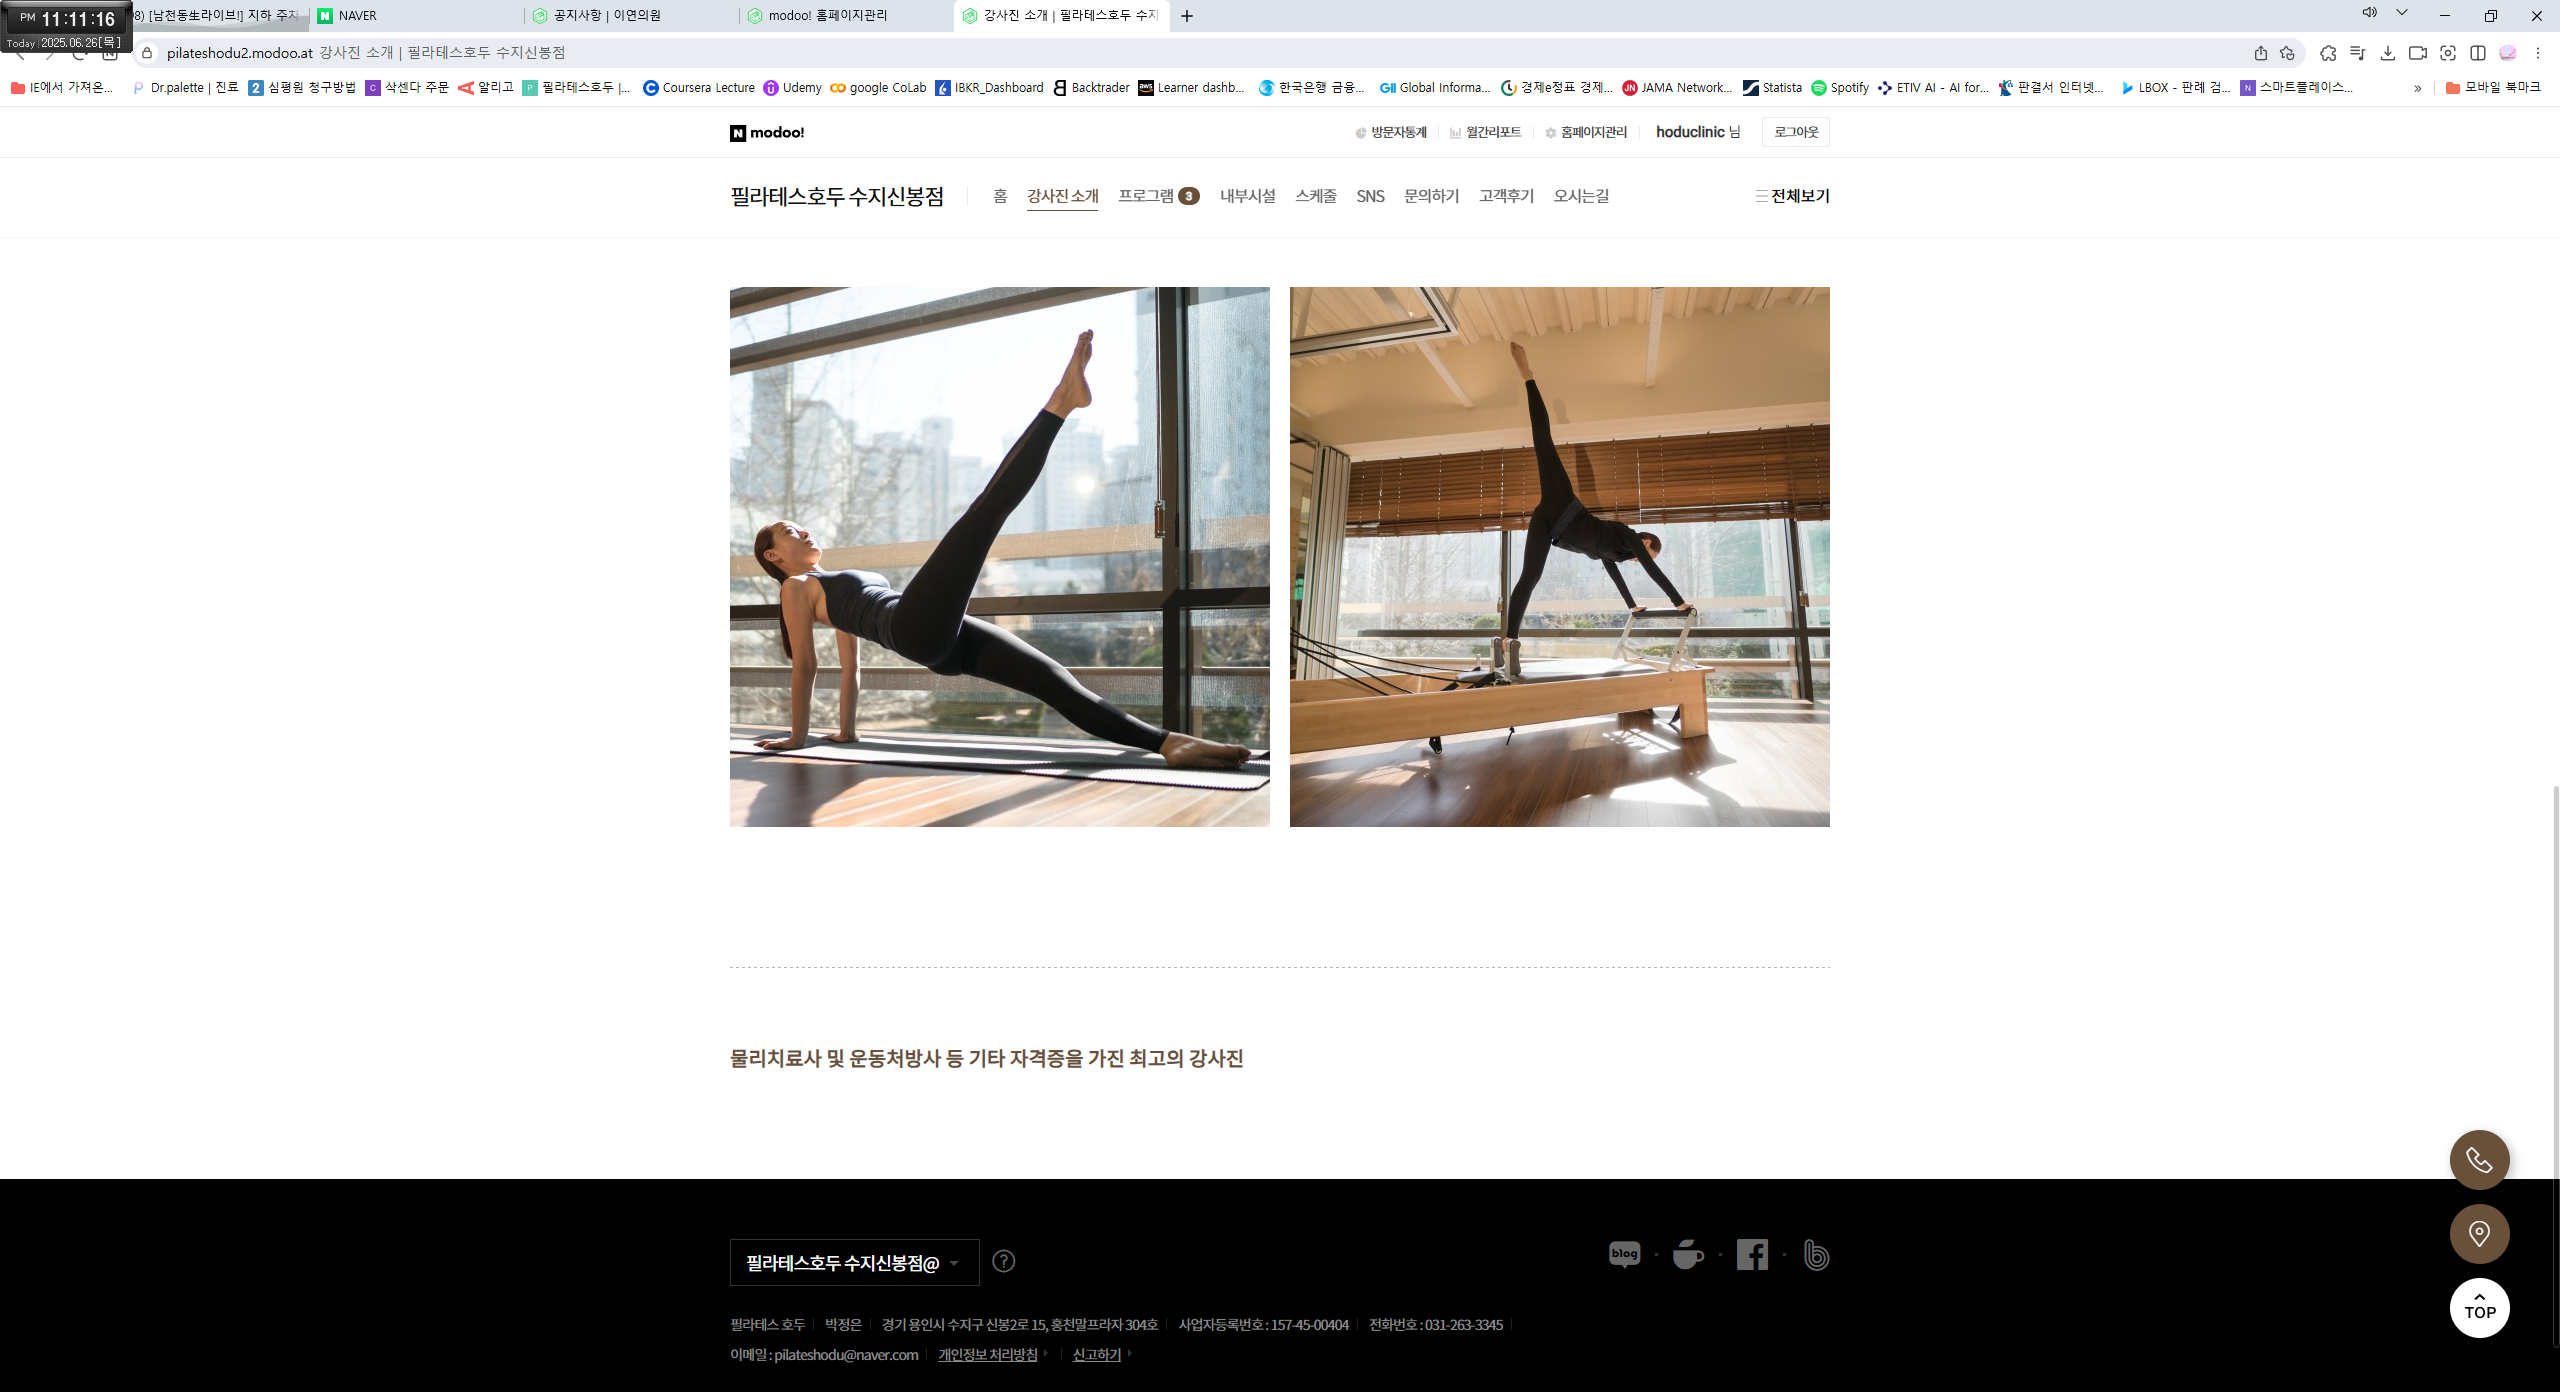 PM 11:11:16
Today 2025.06.26[목]
[남천동생라이브!] 지하 주차
NAVER
공지사항 | 이연의원
modoo! 홈페이지관리
강사진 소개 | 필라테스호두 수지
pilateshodu2.modoo.at 강사진 소개 | 필라테스호두 수지신봉점
IE에서 가져온...
Dr.palette | 진료
심평원 청구방법
삭센다 주문
알리고
필라테스호두 |...
Coursera Lecture
Udemy
google CoLab
IBKR_Dashboard
Backtrader
Learner dashb...
한국은행 금융...
Global Informa...
경제e정표 경제...
JAMA Network...
Statista
Spotify
ETIV AI - AI for...
판결서 인터넷...
LBOX - 판례 검...
스마트플레이스...
»
모바일 북마크
N modoo!
방문자통계
월간리포트
홈페이지관리
hoduclinic 님
로그아웃
필라테스호두 수지신봉점
홈
강사진 소개
프로그램 3
내부시설
스케줄
SNS
문의하기
고객후기
오시는길
전체보기
물리치료사 및 운동처방사 등 기타 자격증을 가진 최고의 강사진
필라테스호두 수지신봉점@
?
blog
TOP
필라테스 호두 박정은 경기 용인시 수지구 신봉2로 15, 홍천말프라자 304호 사업자등록번호 : 157-45-00404 전화번호 : 031-263-3345
이메일 : pilateshodu@naver.com 개인정보 처리방침 신고하기